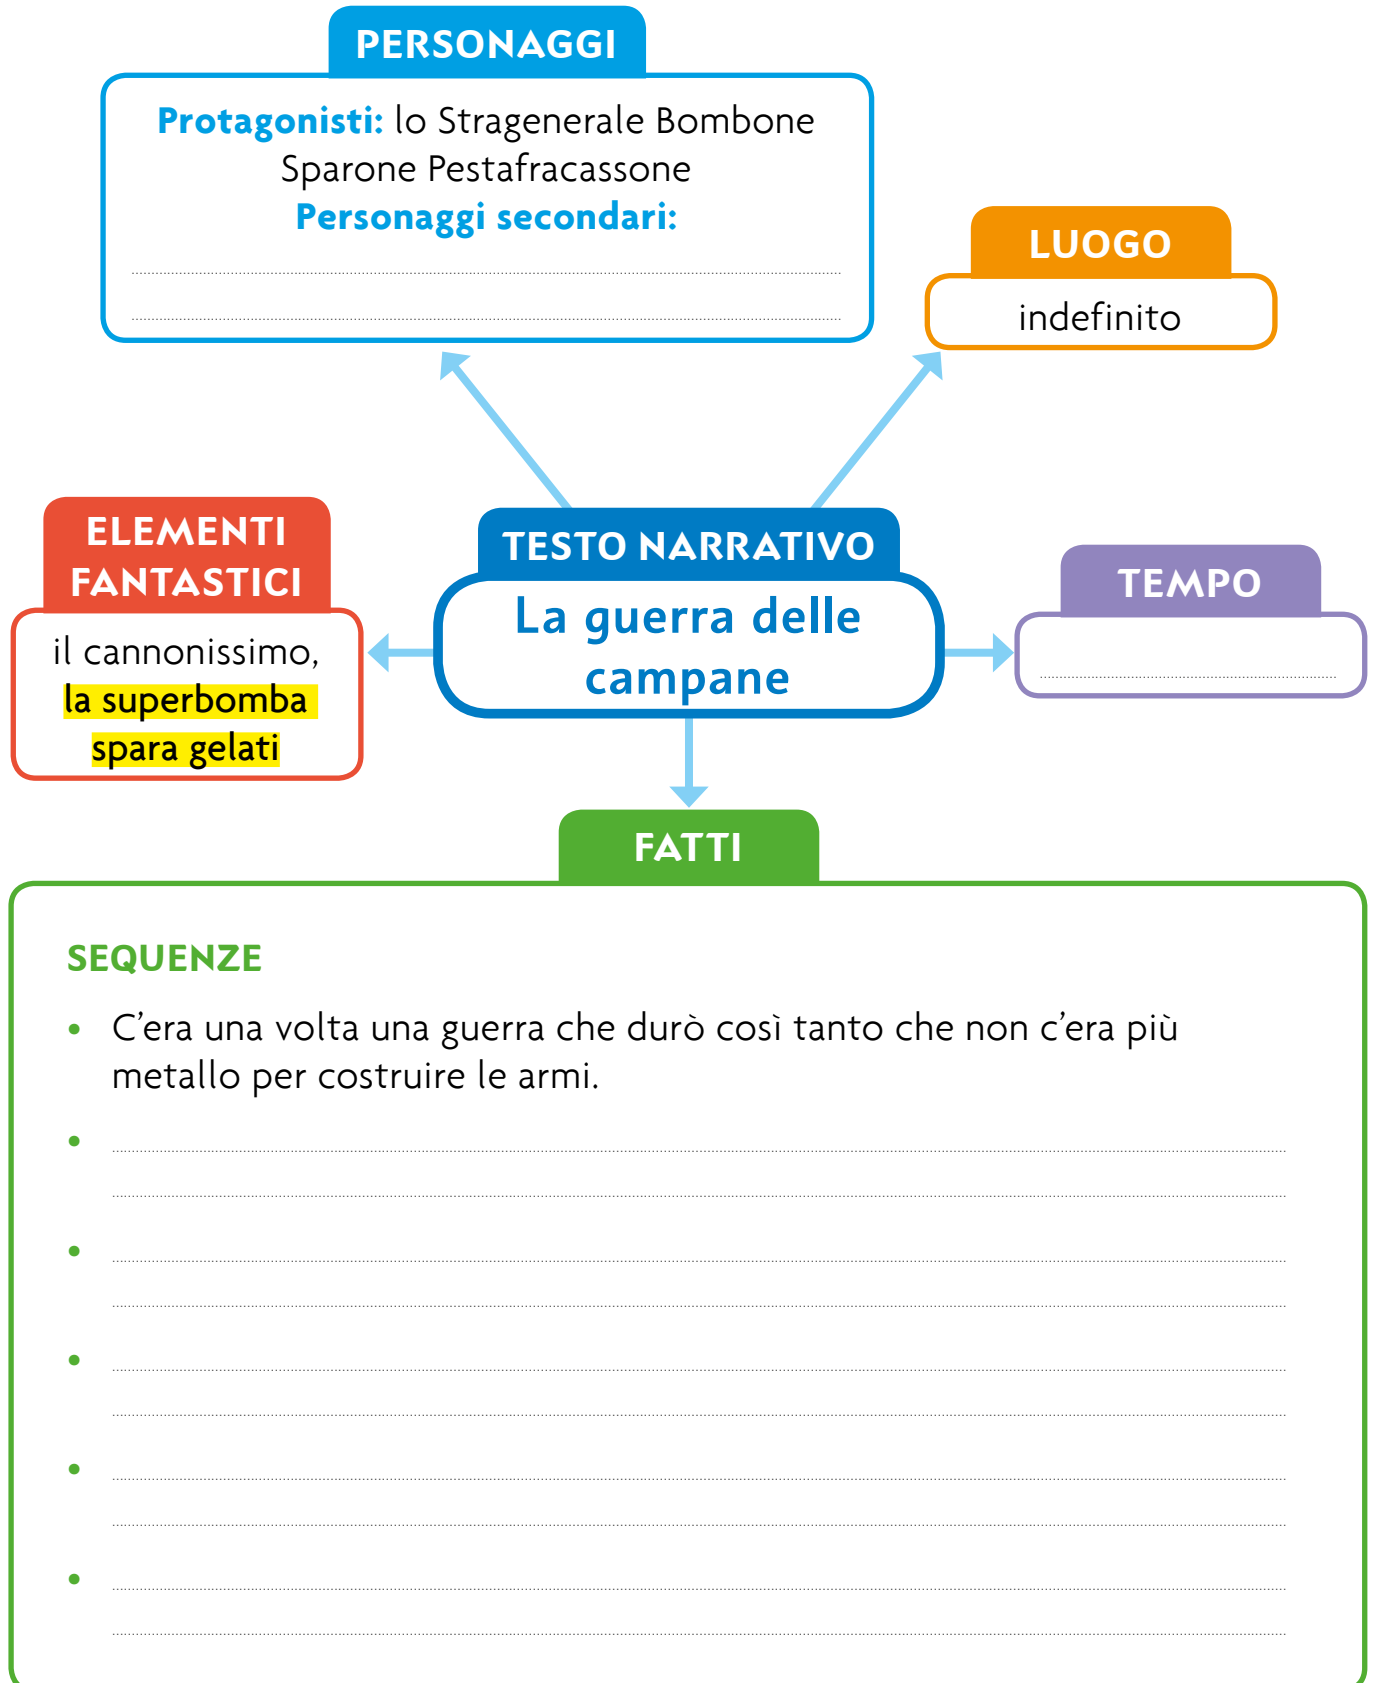 PERSONAGGI
Protagonisti: lo Stragenerale Bombone
Sparone Pestafracassone
Personaggi secondari:
LUOGO
indefinito
ELEMENTI
FANTASTICI
il cannonissimo,
la superbomba
spara gelati
TESTO NARRATIVO
La guerra delle
campane
TEMPO
FATTI
SEQUENZE
• C'era una volta una guerra che durò così tanto che non c'era più
metallo per costruire le armi.
•
•
•
•
•